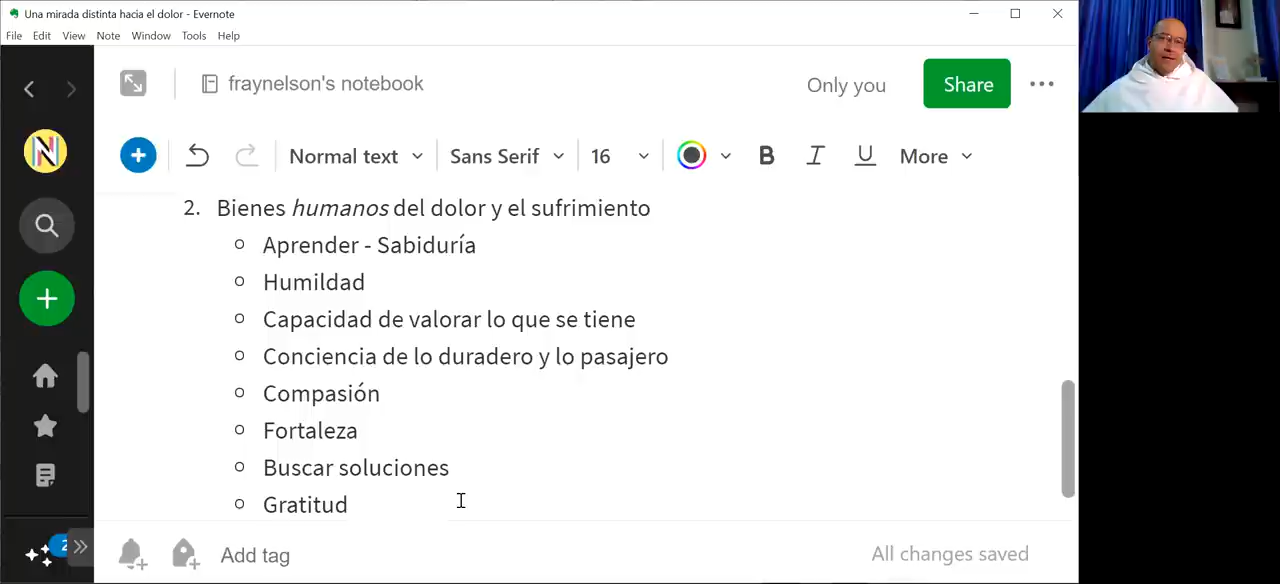 Una mirada distinta hacia el dolor - Evernote
File Edit View Note Window Tools Help
fraynelson's notebook
Only you
Share
Normal text
Sans Serif
16
B I U More
2. Bienes humanos del dolor y el sufrimiento
Aprender - Sabiduría
Humildad
Capacidad de valorar lo que se tiene
Conciencia de lo duradero y lo pasajero
Compasión
Fortaleza
Buscar soluciones
Gratitud
2
Add tag
All changes saved